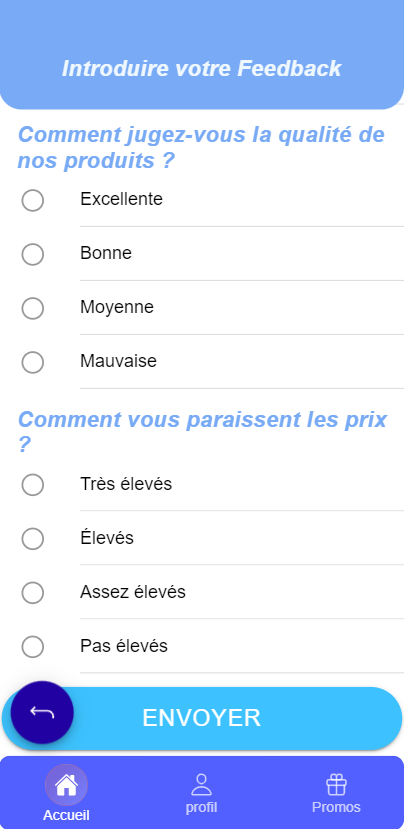 Introduire votre Feedback
Comment jugez-vous la qualité de
nos produits ?
Excellente
Bonne
Moyenne
Mauvaise
Comment vous paraissent les prix
?
Très élevés
Élevés
Assez élevés
Pas élevés
ENVOYER
Accueil
profil
Promos